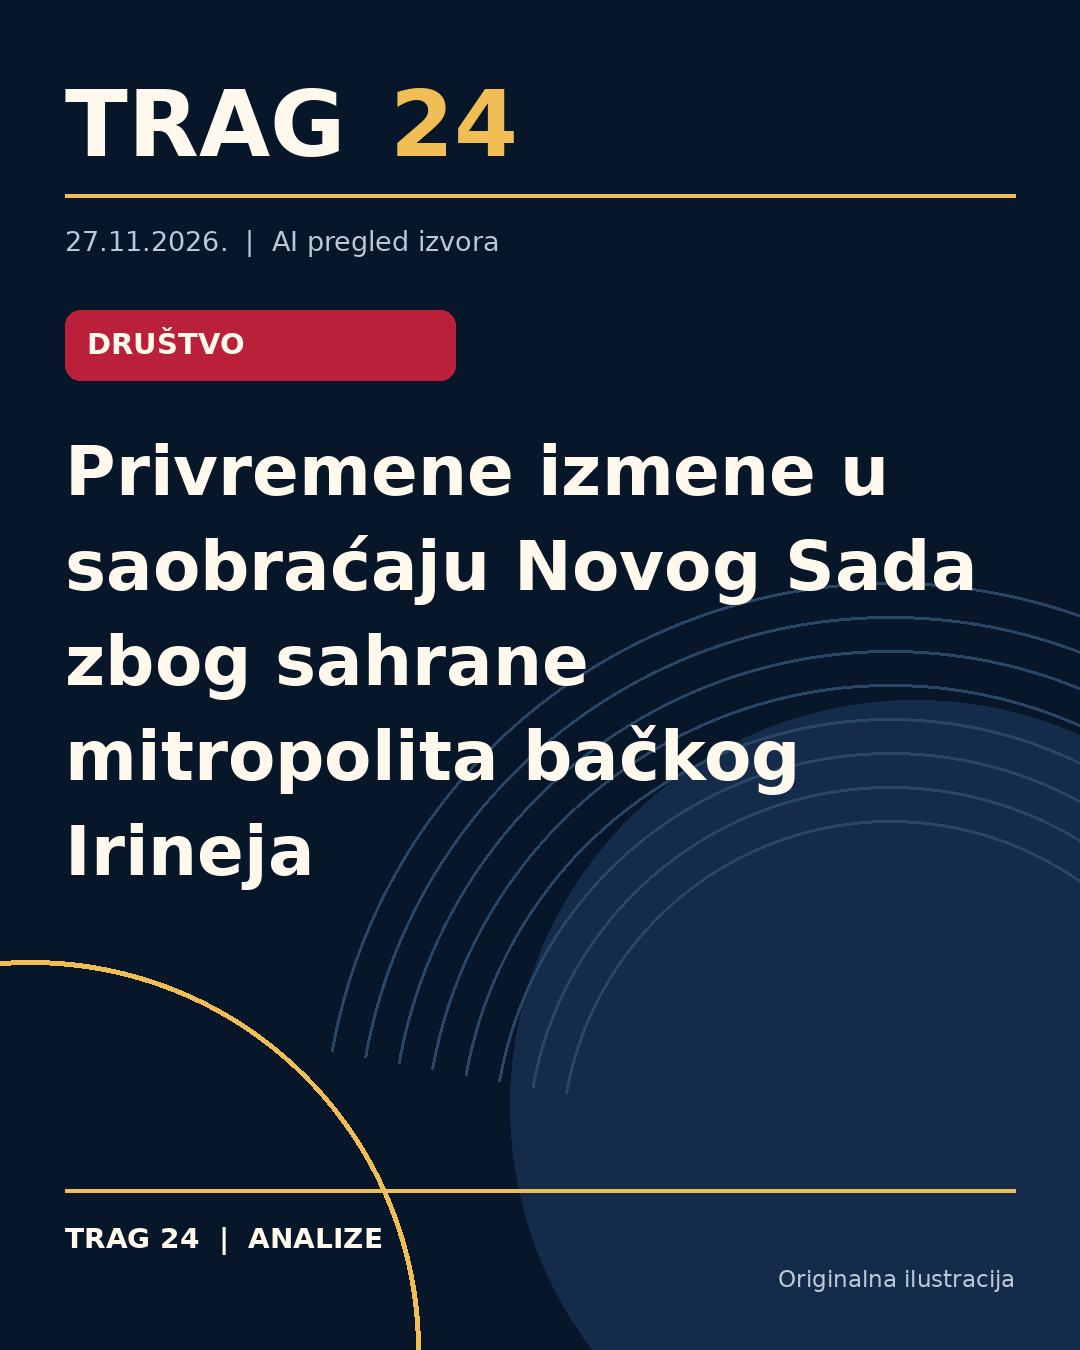 TRAG 24
27.11.2026. | AI pregled izvora
DRUŠTVO
Privremene izmene u
saobraćaju Novog Sada
zbog sahrane
mitropolita bačkog
Irineja
TRAG 24 | ANALIZE
Originalna ilustracija